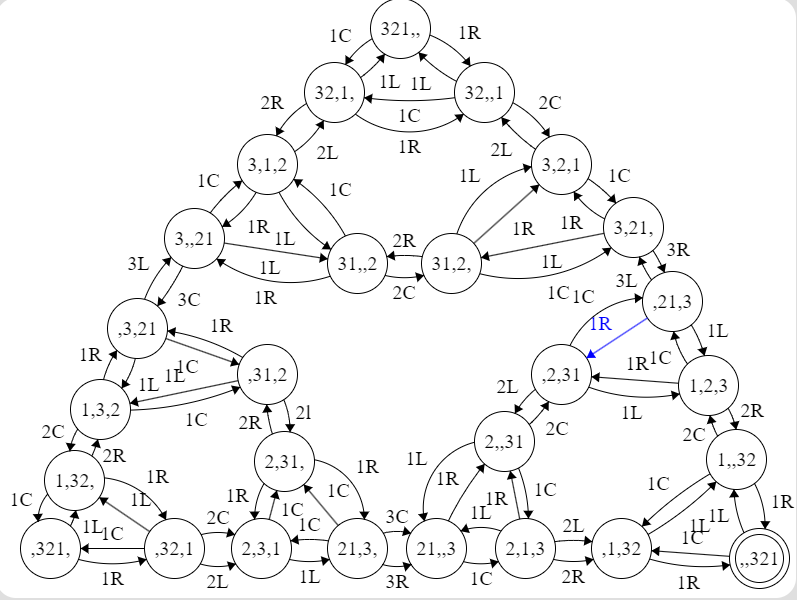 321,,
1C
1R
1L
1L
32,1,
32,,1
1C
2R
2C
1R
2L
2L
3,1,2
3,2,1
1C
1C
1L
1C
1R
1R
1R
3,,21
1L
3,21,
2R
31,,2
31,2,
3R
3L
1L
1L
3L
1R
2C
1C
1C
3C
,21,3
,3,21
1R
1R
1L
1R
1C
1R
1C
1L
1L
,31,2
,2,31
1,2,3
2L
1,3,2
1L
2R
1C
2R
2l
2C
2C
2C
2R
2,,31
1L
1R
2,31,
1,,32
1,32,
1R
1R
1C
1C
1L
1C
1R
1R
1R
1C
1L
1C
1L
1L
1L
2C
1C
3C
2L
1L
1C
1C
,321,
,32,1
2,3,1
21,3,
21,,3
2,1,3
,1,32
,,321
1R
2L
1L
3R
1C
2R
1R